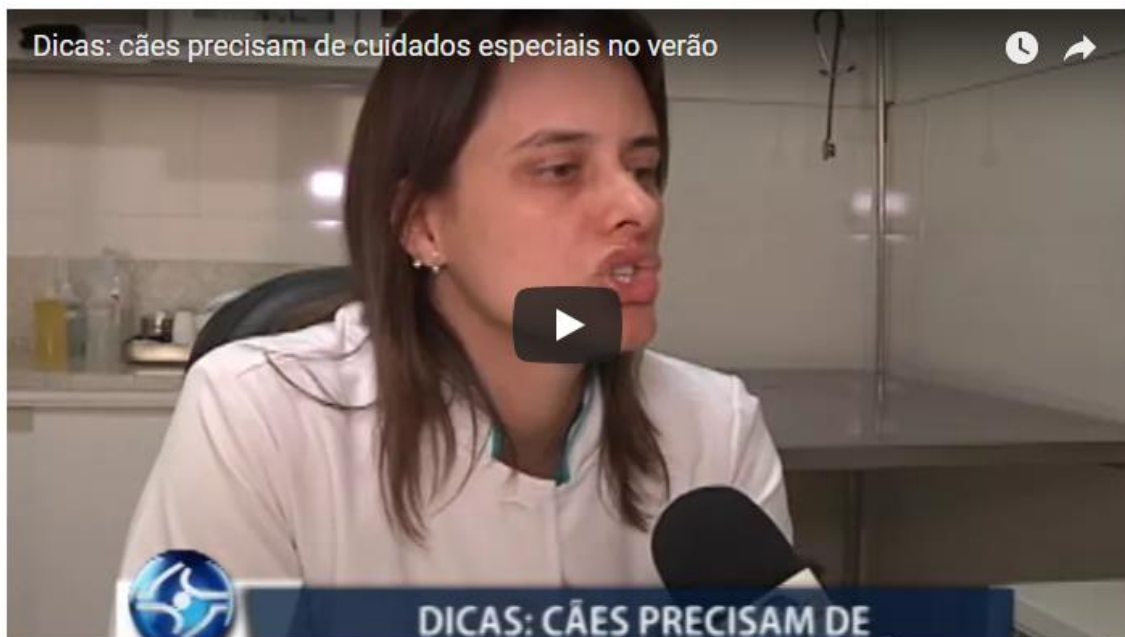 Dicas: cães precisam de cuidados especiais no verão
DICAS: CÃES PRECISAM DE